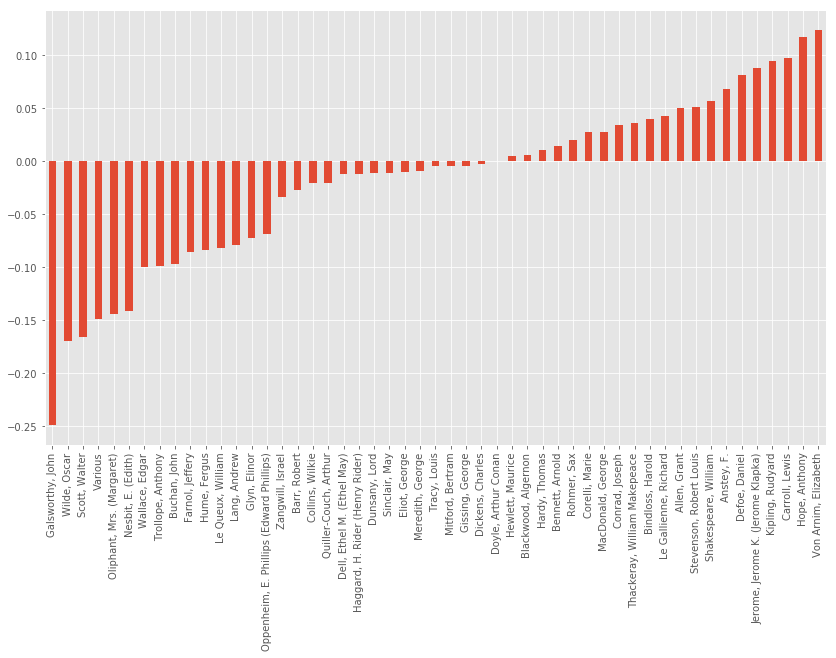 0.10
0.05
0.00
−0.05
−0.10
−0.15
−0.20
−0.25
Galsworthy, John
Wilde, Oscar
Scott, Walter
Various
Oliphant, Mrs. (Margaret)
Nesbit, E. (Edith)
Wallace, Edgar
Trollope, Anthony
Buchan, John
Farnol, Jeffery
Hume, Fergus
Le Queux, William
Lang, Andrew
Glyn, Elinor
Oppenheim, E. Phillips (Edward Phillips)
Zangwill, Israel
Barr, Robert
Collins, Wilkie
Quiller-Couch, Arthur
Dell, Ethel M. (Ethel May)
Haggard, H. Rider (Henry Rider)
Dunsany, Lord
Sinclair, May
Eliot, George
Meredith, George
Tracy, Louis
Mitford, Bertram
Gissing, George
Dickens, Charles
Doyle, Arthur Conan
Hewlett, Maurice
Blackwood, Algernon
Hardy, Thomas
Bennett, Arnold
Rohmer, Sax
Corelli, Marie
MacDonald, George
Conrad, Joseph
Thackeray, William Makepeace
Bindloss, Harold
Le Gallienne, Richard
Allen, Grant
Stevenson, Robert Louis
Shakespeare, William
Anstey, F.
Defoe, Daniel
Jerome, Jerome K. (Jerome Klapka)
Kipling, Rudyard
Carroll, Lewis
Hope, Anthony
Von Arnim, Elizabeth